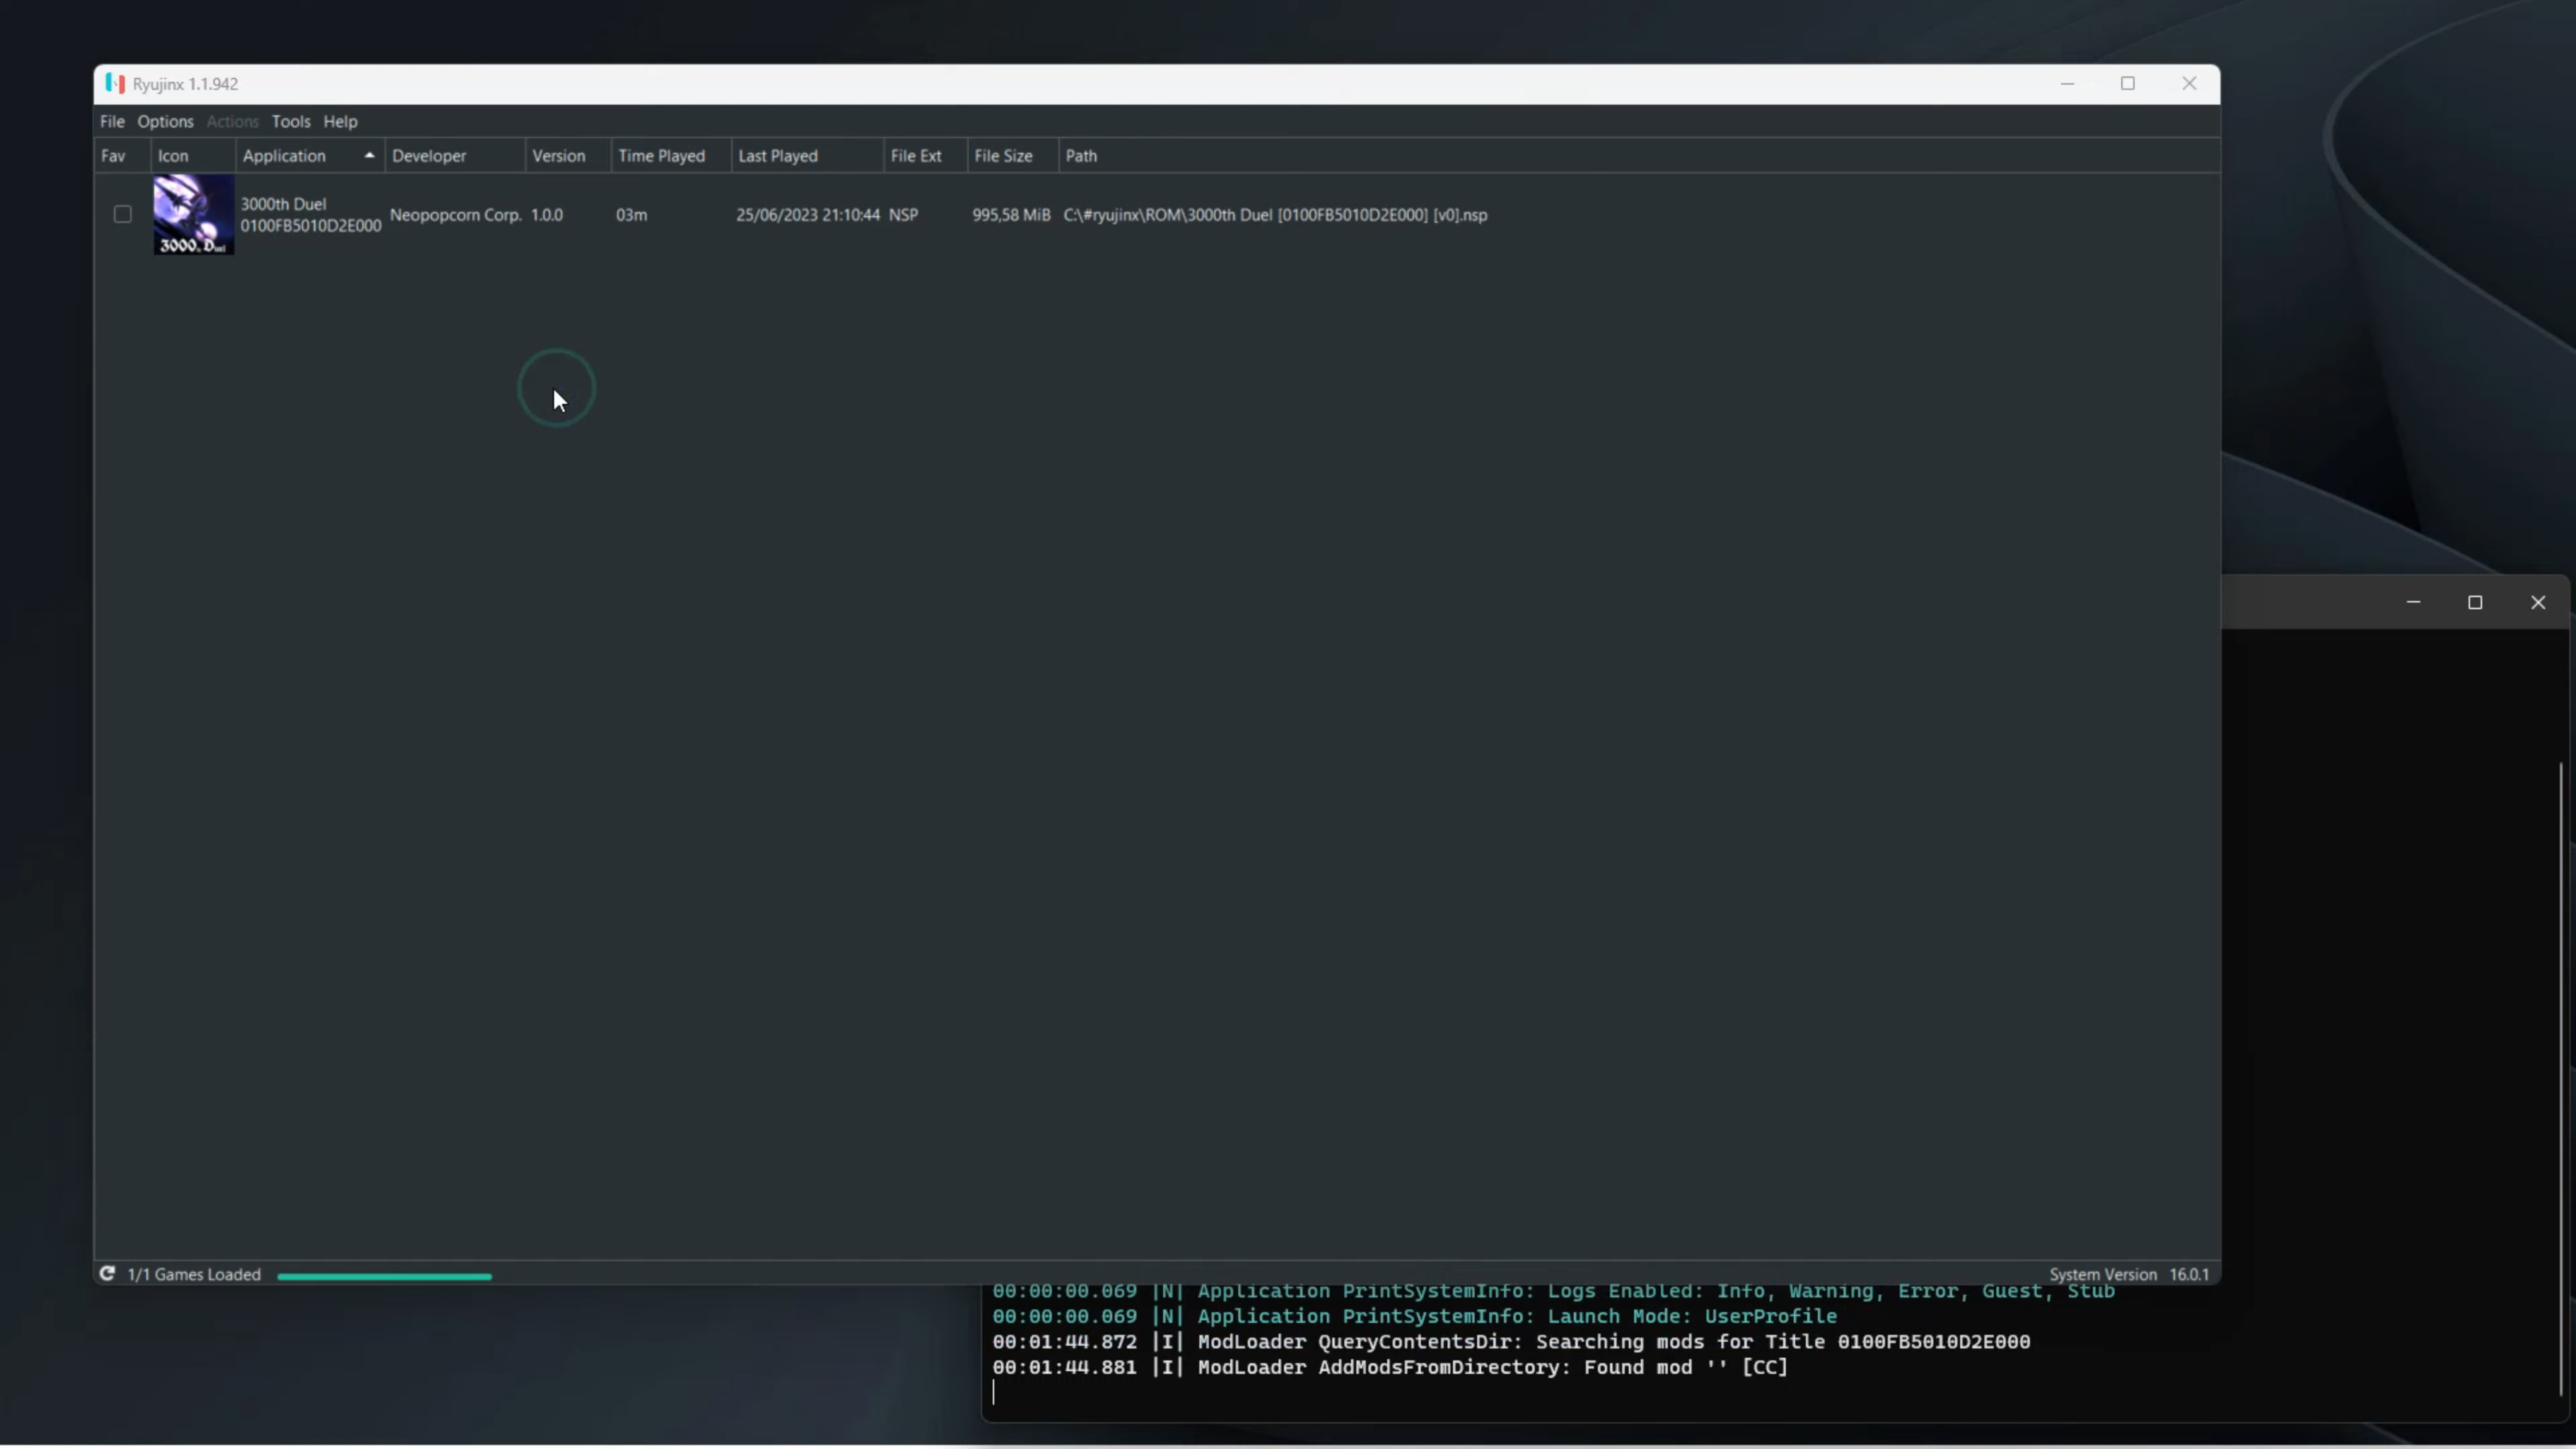 Ryujinx 1.1.942
File Options Actions Tools Help
Fav Icon Application Developer Version Time Played Last Played File Ext File Size Path
3000th Duel
0100FB5010D2E000
Neopopcorn Corp. 1.0.0 03m 25/06/2023 21:10:44 NSP 995,58 MiB C:\#ryujinx\ROM\3000th Duel [0100FB5010D2E000] [v0].nsp
3000th Duel
1/1 Games Loaded
System Version 16.0.1
00:00:00.069 |N| Application PrintSystemInfo: Logs Enabled: Info, Warning, Error, Guest, Stub
00:00:00.069 |N| Application PrintSystemInfo: Launch Mode: UserProfile
00:01:44.872 |I| ModLoader QueryContentsDir: Searching mods for Title 0100FB5010D2E000
00:01:44.881 |I| ModLoader AddModsFromDirectory: Found mod '' [CC]